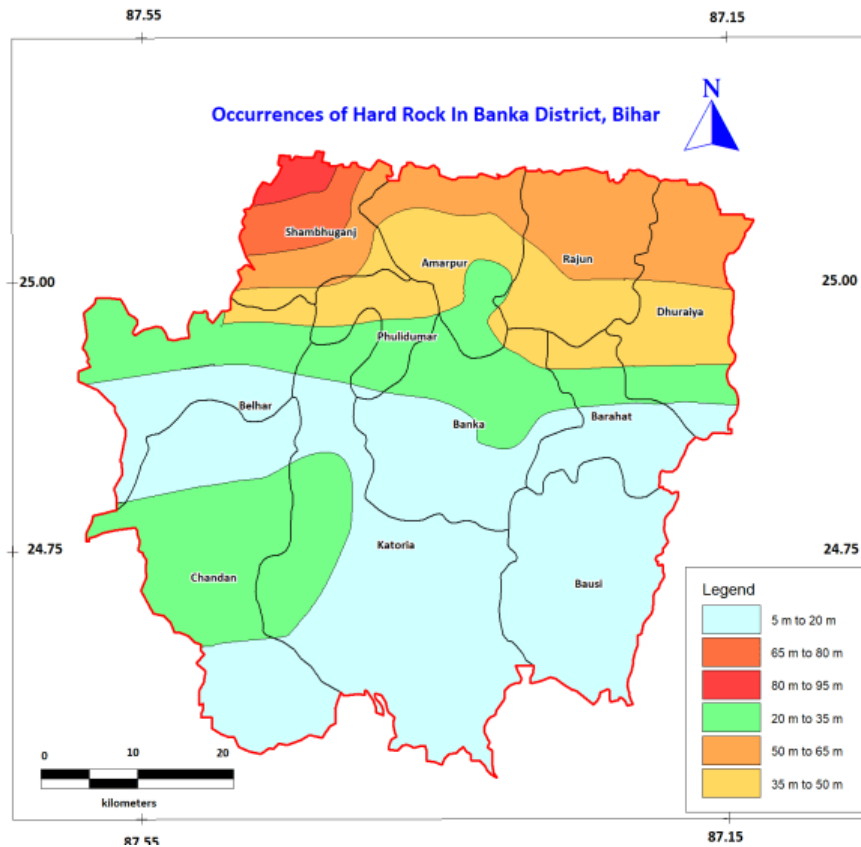 87.55
87.15
Occurrences of Hard Rock In Banka District, Bihar
N
Shambhuganj
Amarpur
Rajun
25.00
25.00
Dhuraiya
Phulidumar
Belhar
Banka
Barahat
24.75
24.75
Katoria
Chandan
Bausi
Legend
5 m to 20 m
65 m to 80 m
80 m to 95 m
20 m to 35 m
50 m to 65 m
35 m to 50 m
0 10 20
kilometers
87.55
87.15